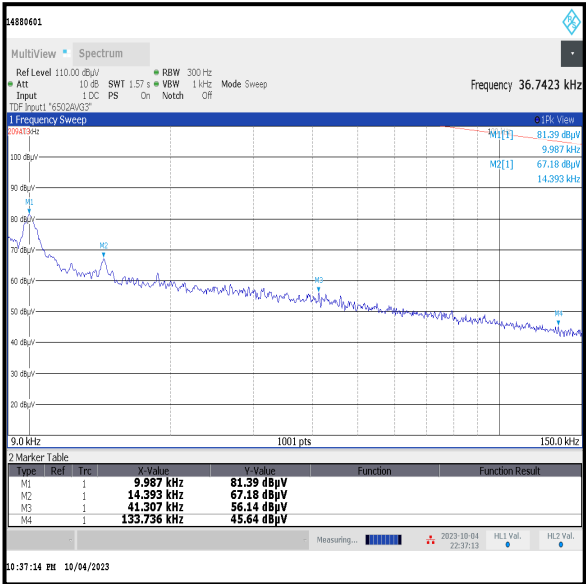 14880601
MultiView Spectrum
Ref Level 110.00 dBµV RBW 300 Hz
Att 10 dB SWT 1.57 s VBW 1 kHz Mode Sweep
Input 1 DC PS On Notch Off
Frequency 36.7423 kHz
TDF Input1 "6502AVG3"
1 Frequency Sweep 1Pk View
M1[1] 81.39 dBµV
9.987 kHz
M2[1] 67.18 dBµV
14.393 kHz
100 dBµV
90 dBµV
80 dBµV
70 dBµV
60 dBµV
50 dBµV
40 dBµV
30 dBµV
20 dBµV
M1
M2
M3
M4
9.0 kHz 1001 pts 150.0 kHz
2 Marker Table
Type Ref Trc X-Value Y-Value Function Function Result
M1 1 9.987 kHz 81.39 dBµV
M2 1 14.393 kHz 67.18 dBµV
M3 1 41.307 kHz 56.14 dBµV
M4 1 133.736 kHz 45.64 dBµV
Measuring... 2023-10-04 22:37:13 HL1 Val. HL2 Val.
10:37:14 PM 10/04/2023